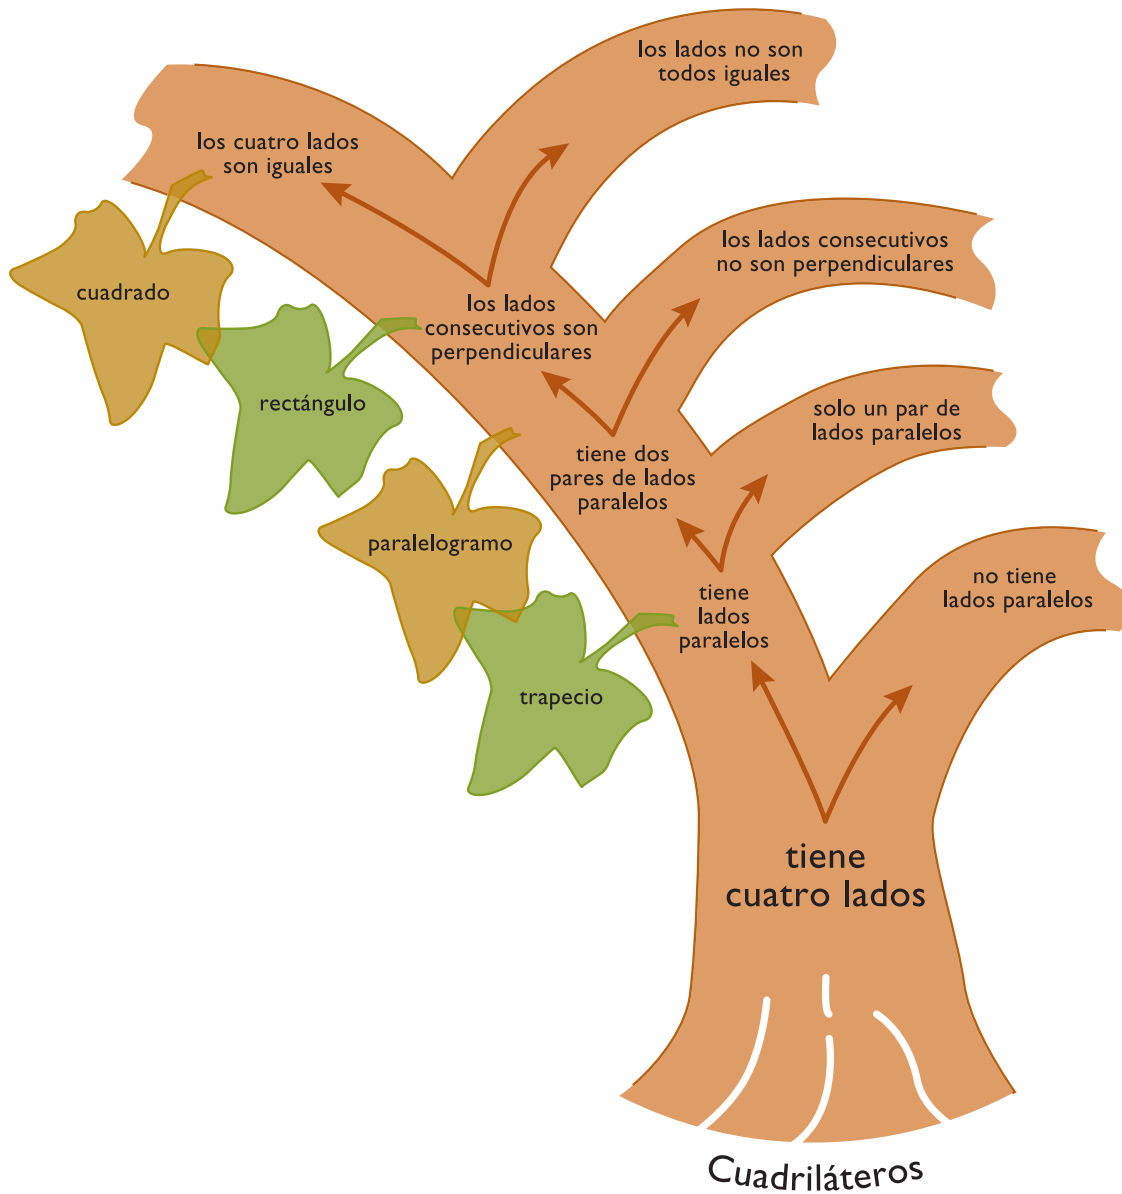 los lados no son
todos iguales
los cuatro lados
son iguales
los lados consecutivos
no son perpendiculares
cuadrado
los lados
consecutivos son
perpendiculares
rectángulo
solo un par de
lados paralelos
tiene dos
pares de lados
paralelos
paralelogramo
no tiene
lados paralelos
tiene
lados
paralelos
trapecio
tiene
cuatro lados
Cuadriláteros